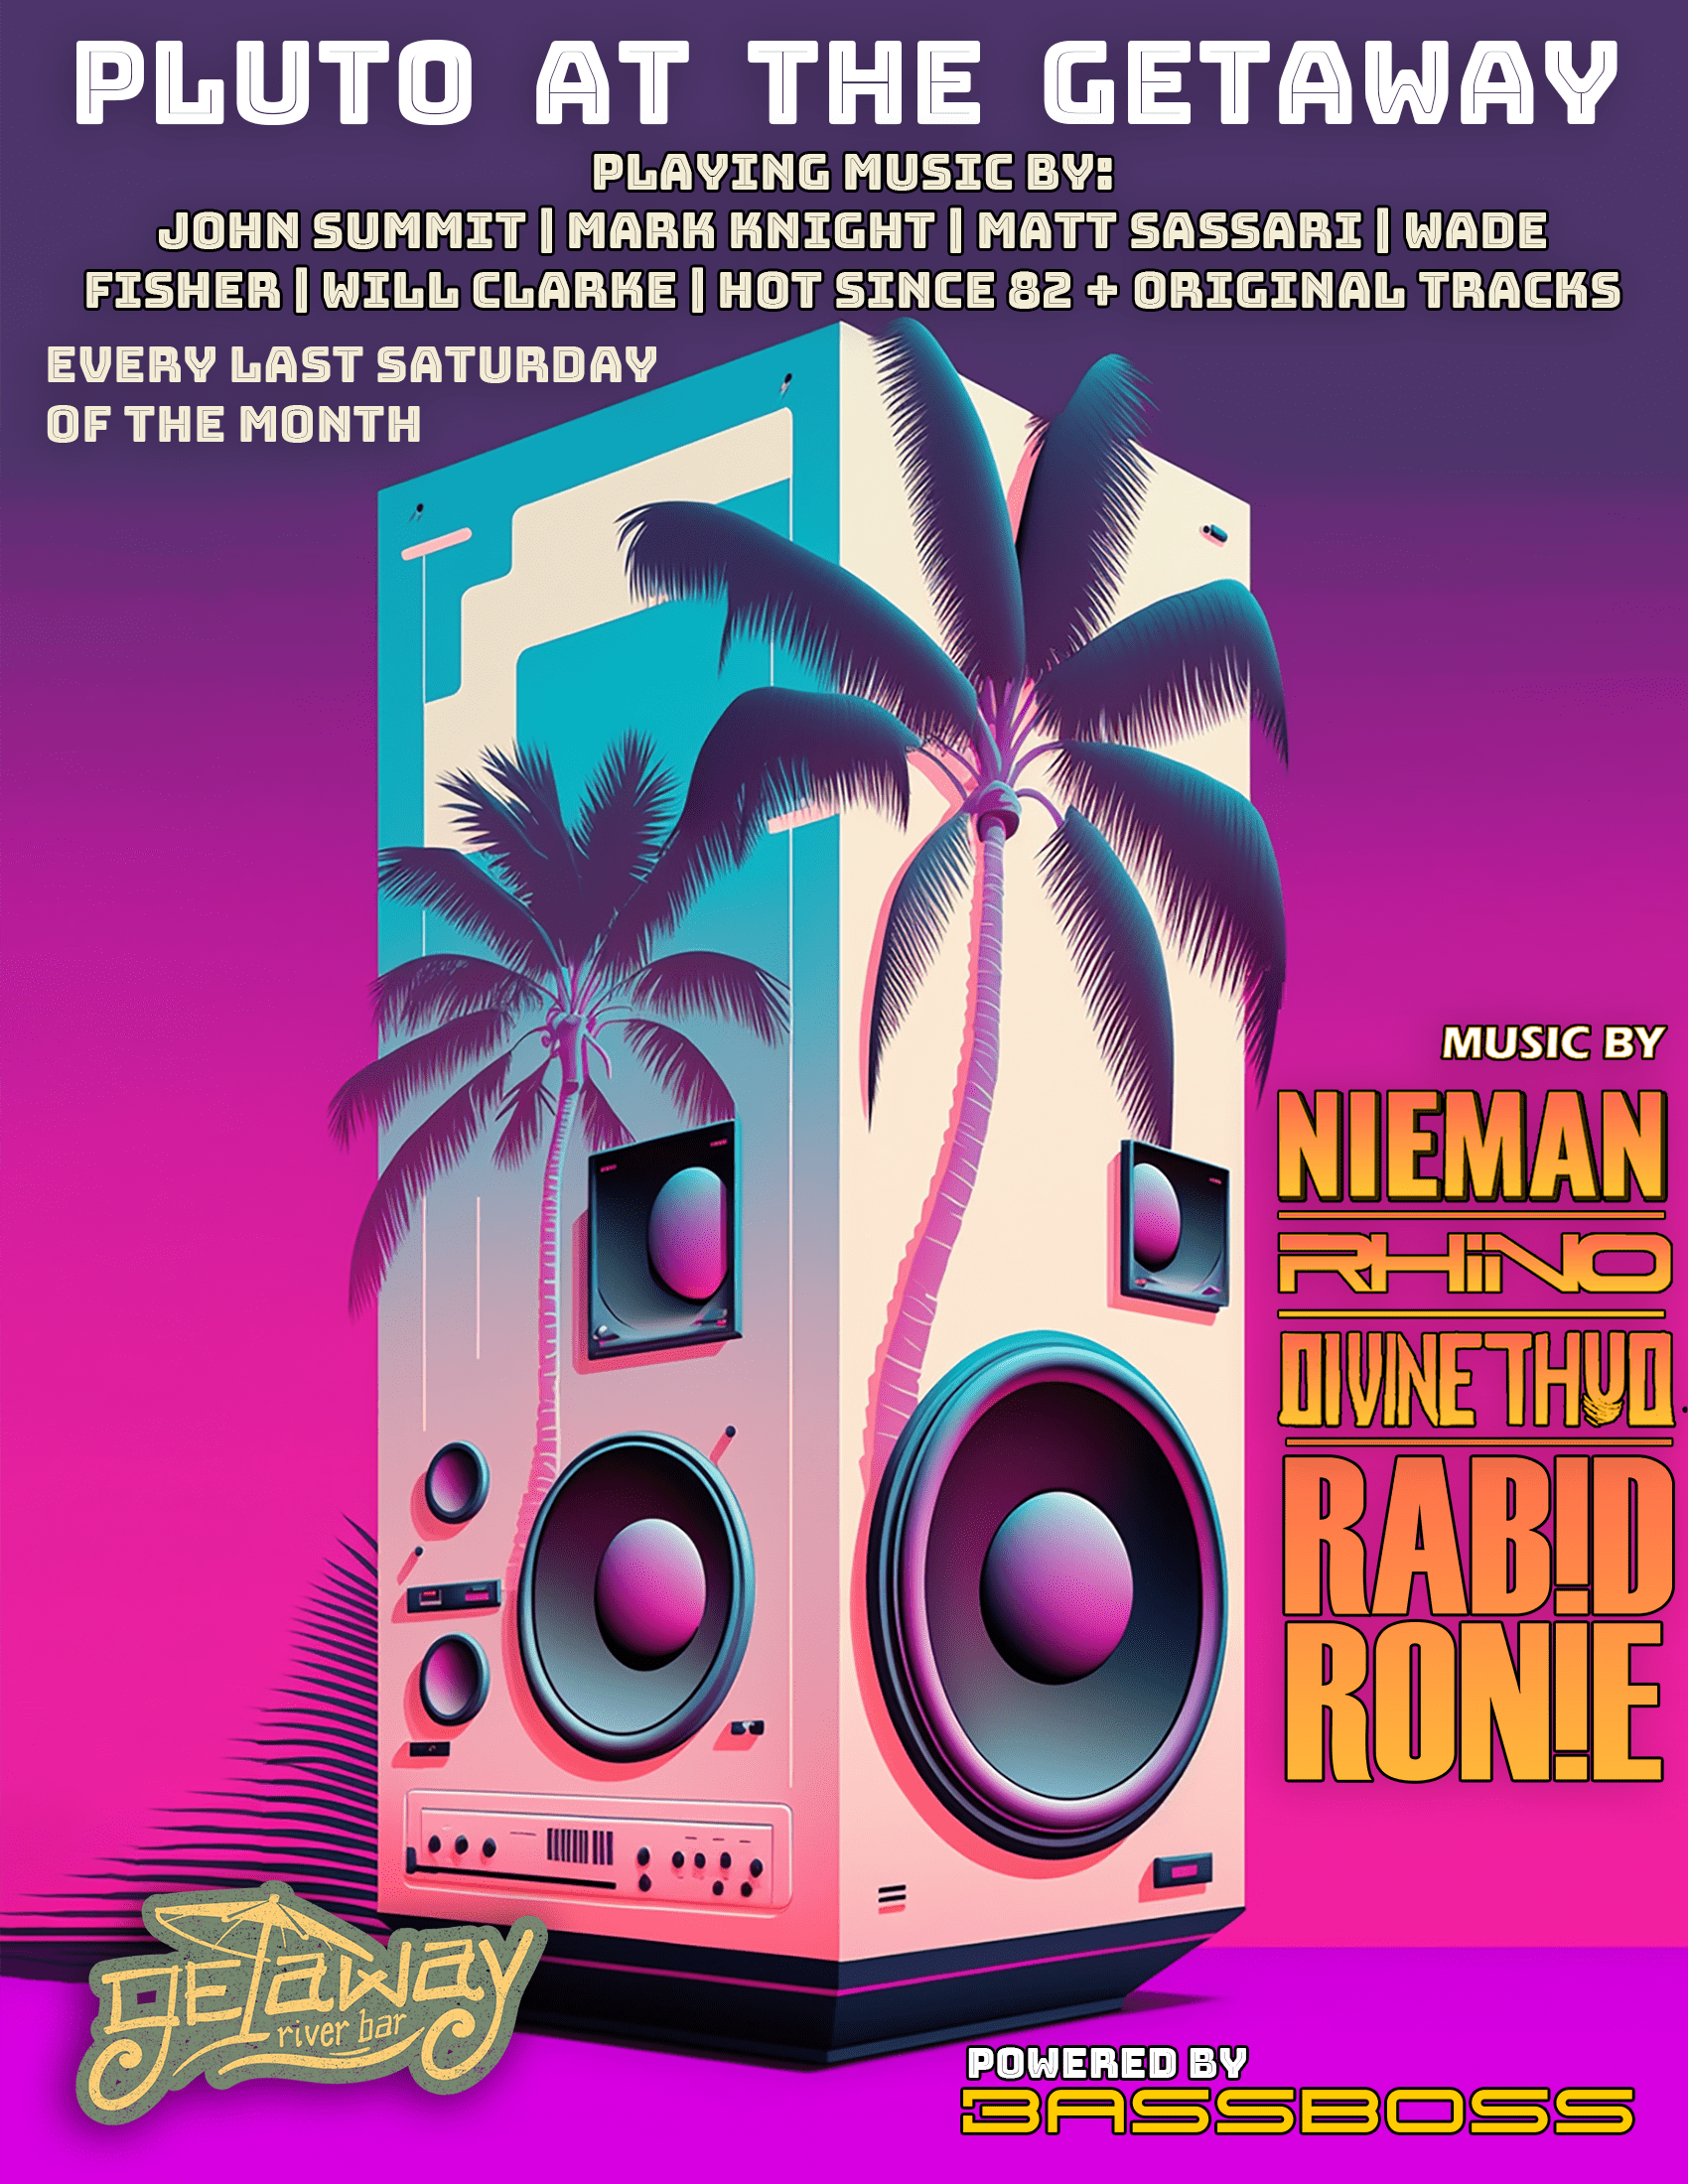 PLUTO AT THE GETAWAY
PLAYING MUSIC BY:
JOHN SUMMIT | MARK KNIGHT | MATT SASSARI | WADE
FISHER | WILL CLARKE | HOT SINCE 82 + ORIGINAL TRACKS
EVERY LAST SATURDAY
OF THE MONTH
MUSIC BY
NIEMAN
RHiNO
DIVINE THUD
RAB!D
RON!E
getaway
river bar
POWERED BY
BASSBOSS